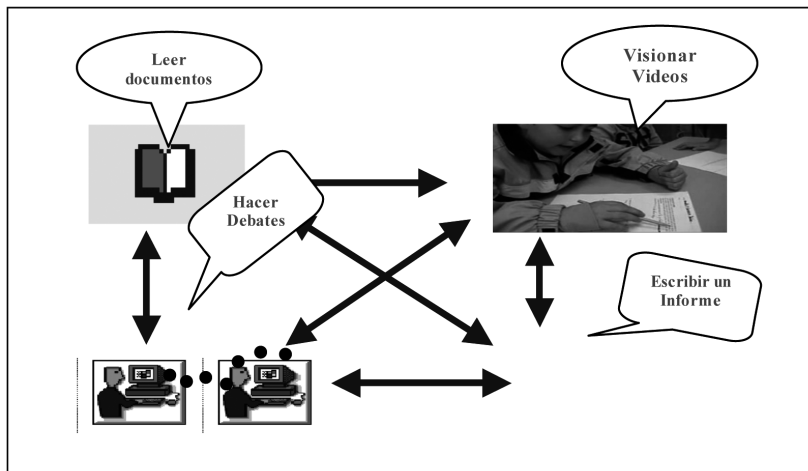 Leer
documentos
Visionar
Videos
Hacer
Debates
Escribir un
Informe